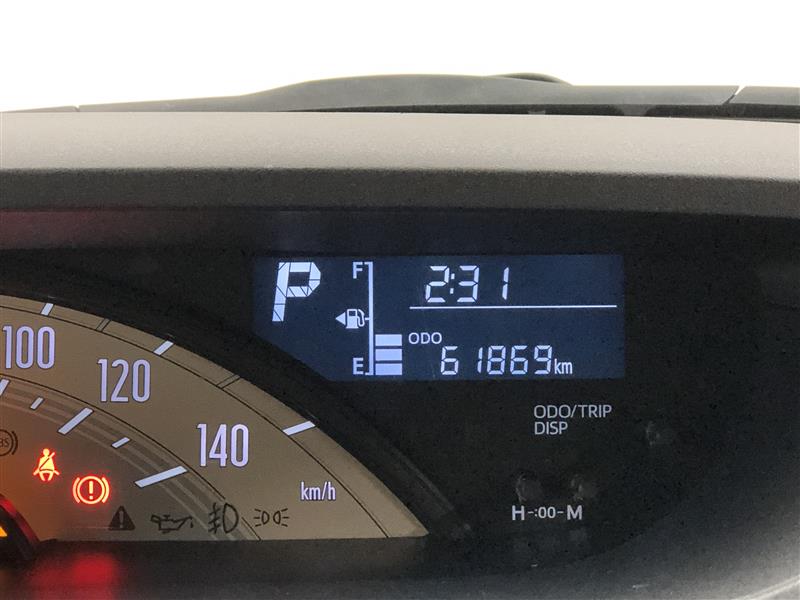 P
F
2:31
E
ODO
61869km
100
120
140
km/h
ODO/TRIP
DISP
H-:00-M